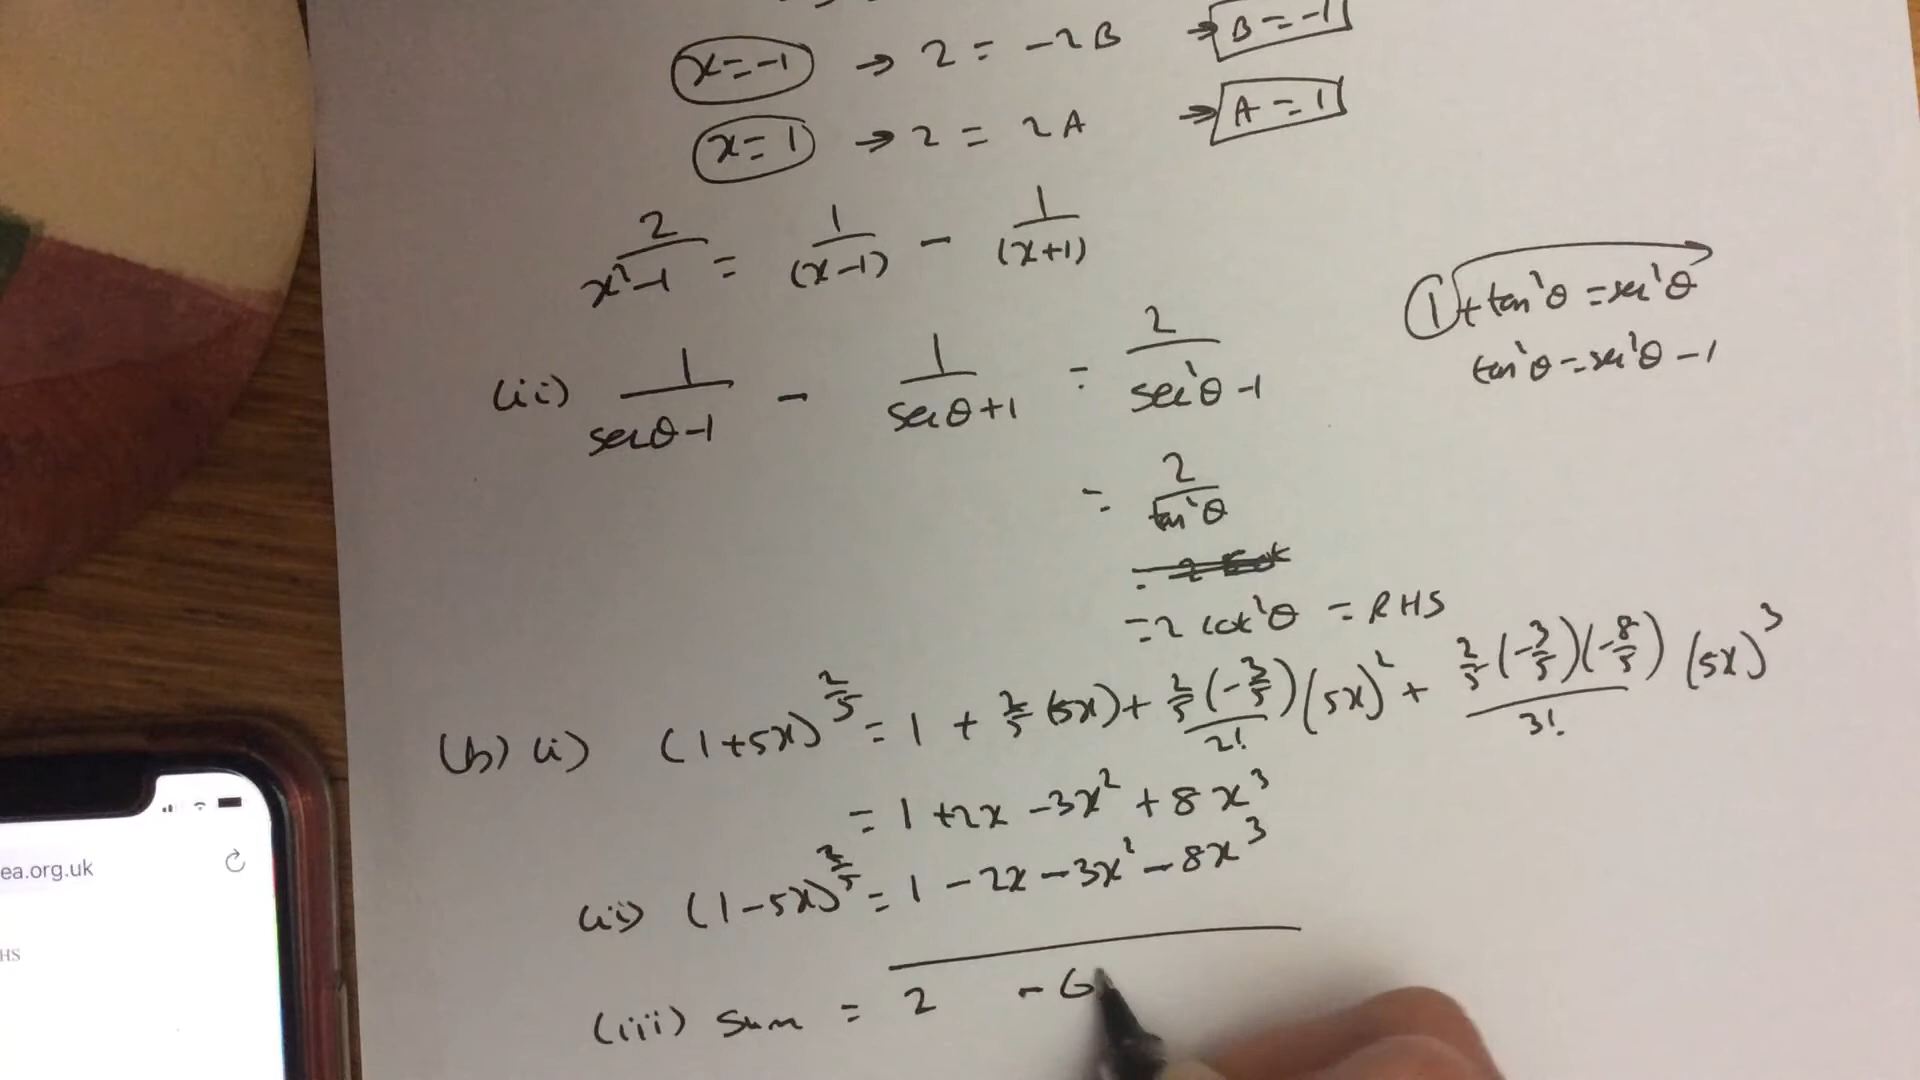 x=-1 → 2 = -2B → B=-1
x=1 → 2 = 2A → A=1
2/(x²-1) = 1/(x-1) - 1/(x+1)
1+tan²θ=sec²θ
tan²θ=sec²θ-1
(ii) 1/(secθ-1) - 1/(secθ+1) = 2/(sec²θ-1)
= 2/tan²θ
=2 cot²θ = RHS
(b) (i) (1+5x)^(2/5) = 1 + 2/5 (5x) + 2/5(-3/5)/2! (5x)² + 2/5(-3/5)(-8/5)/3! (5x)³
= 1 +2x -3x² + 8x³
(ii) (1-5x)^(2/5) = 1 - 2x - 3x² - 8x³
(iii) Sum = 2 - 6
ea.org.uk
HS